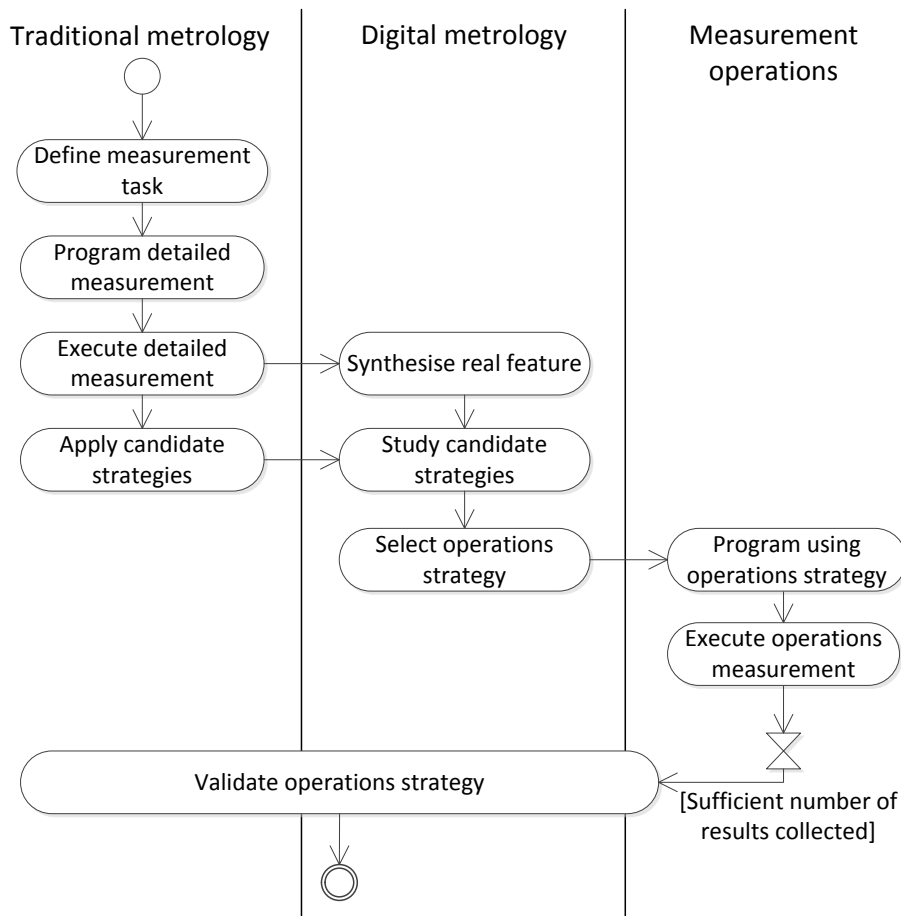 Traditional metrology
Digital metrology
Measurement
operations
Define measurement
task
Program detailed
measurement
Execute detailed
measurement
Synthesise real feature
Apply candidate
strategies
Study candidate
strategies
Select operations
strategy
Program using
operations strategy
Execute operations
measurement
Validate operations strategy
[Sufficient number of
results collected]